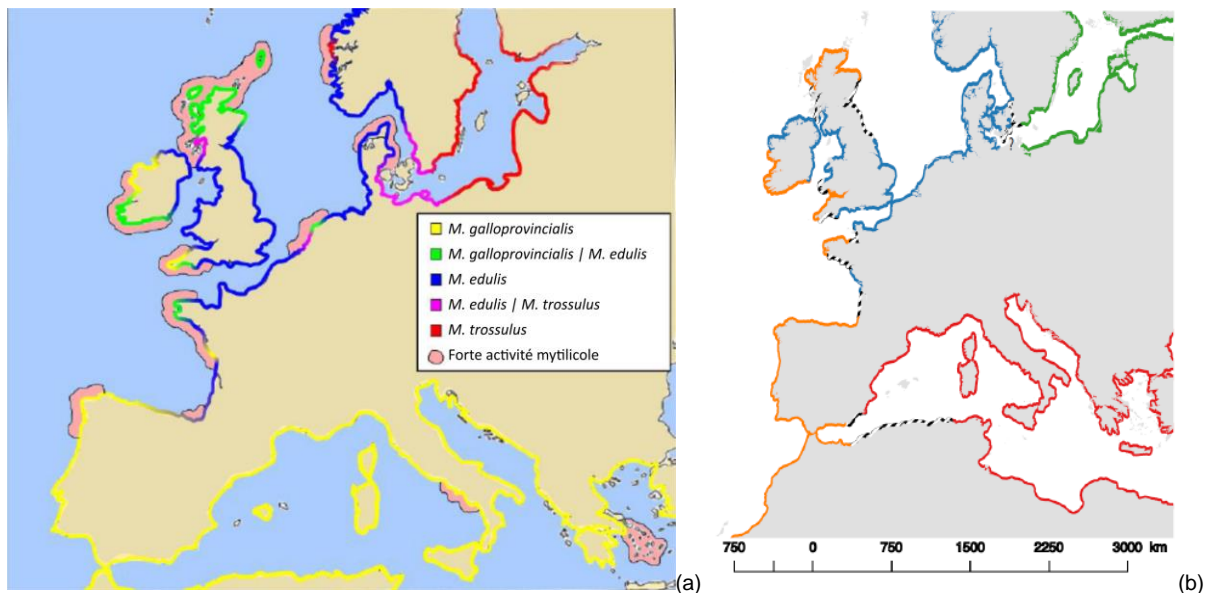 M. galloprovincialis
M. galloprovincialis | M. edulis
M. edulis
M. edulis | M. trossulus
M. trossulus
Forte activité mytilicole
(a)
750 0 750 1500 2250 3000 km
(b)